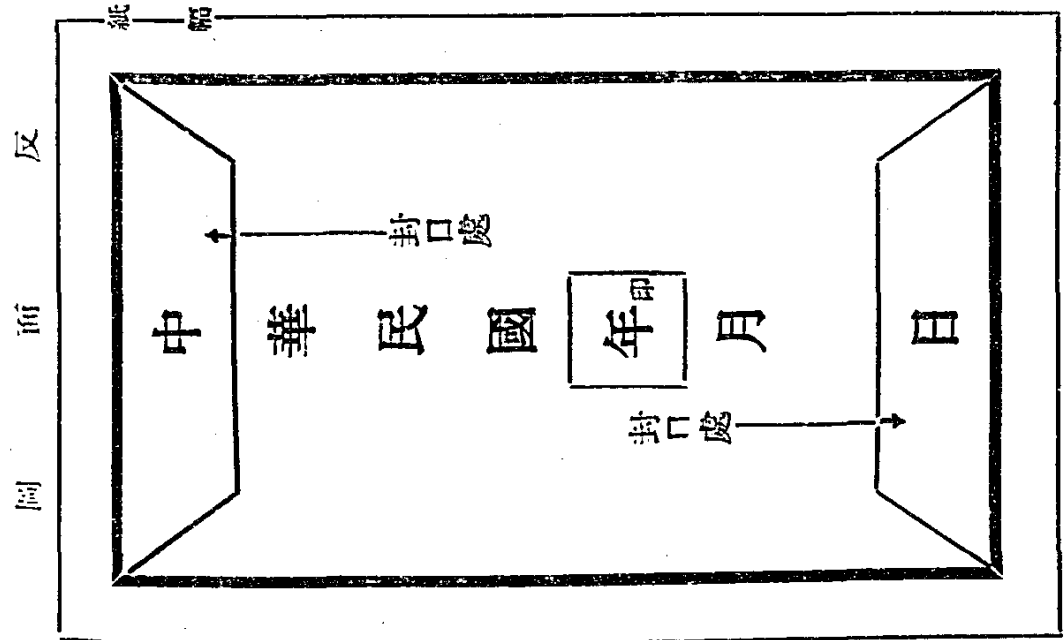 紙幅
反面圖
封口處
中華民國年月日
印
封口處